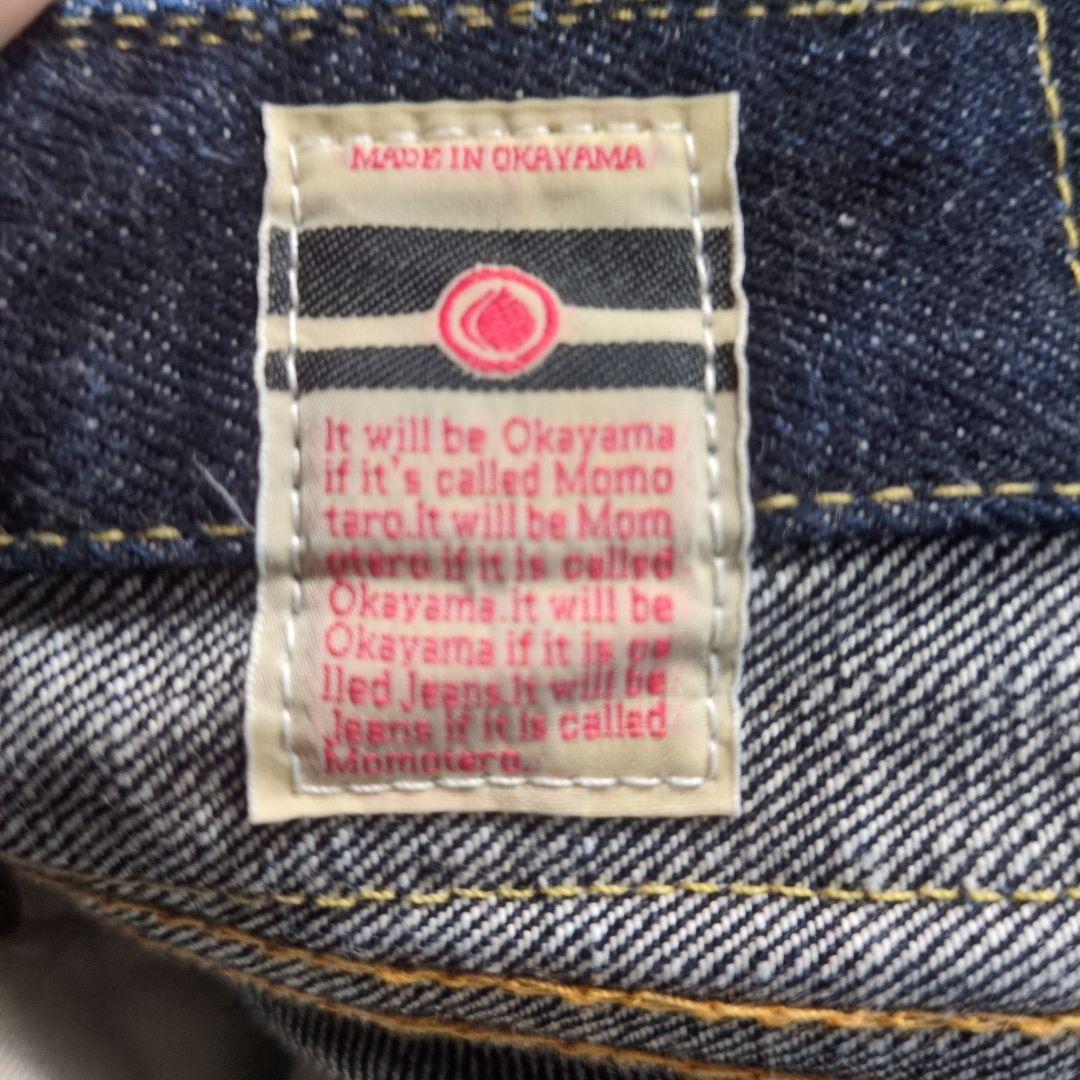 MADE IN OKAYAMA
It will be Okayama
if it's called Momo
taro.It will be Mom
otaro if it is called
Okayama.It will be
Okayama if it is ca
lled Jeans.It will be
Jeans if it is called
Momotaro.